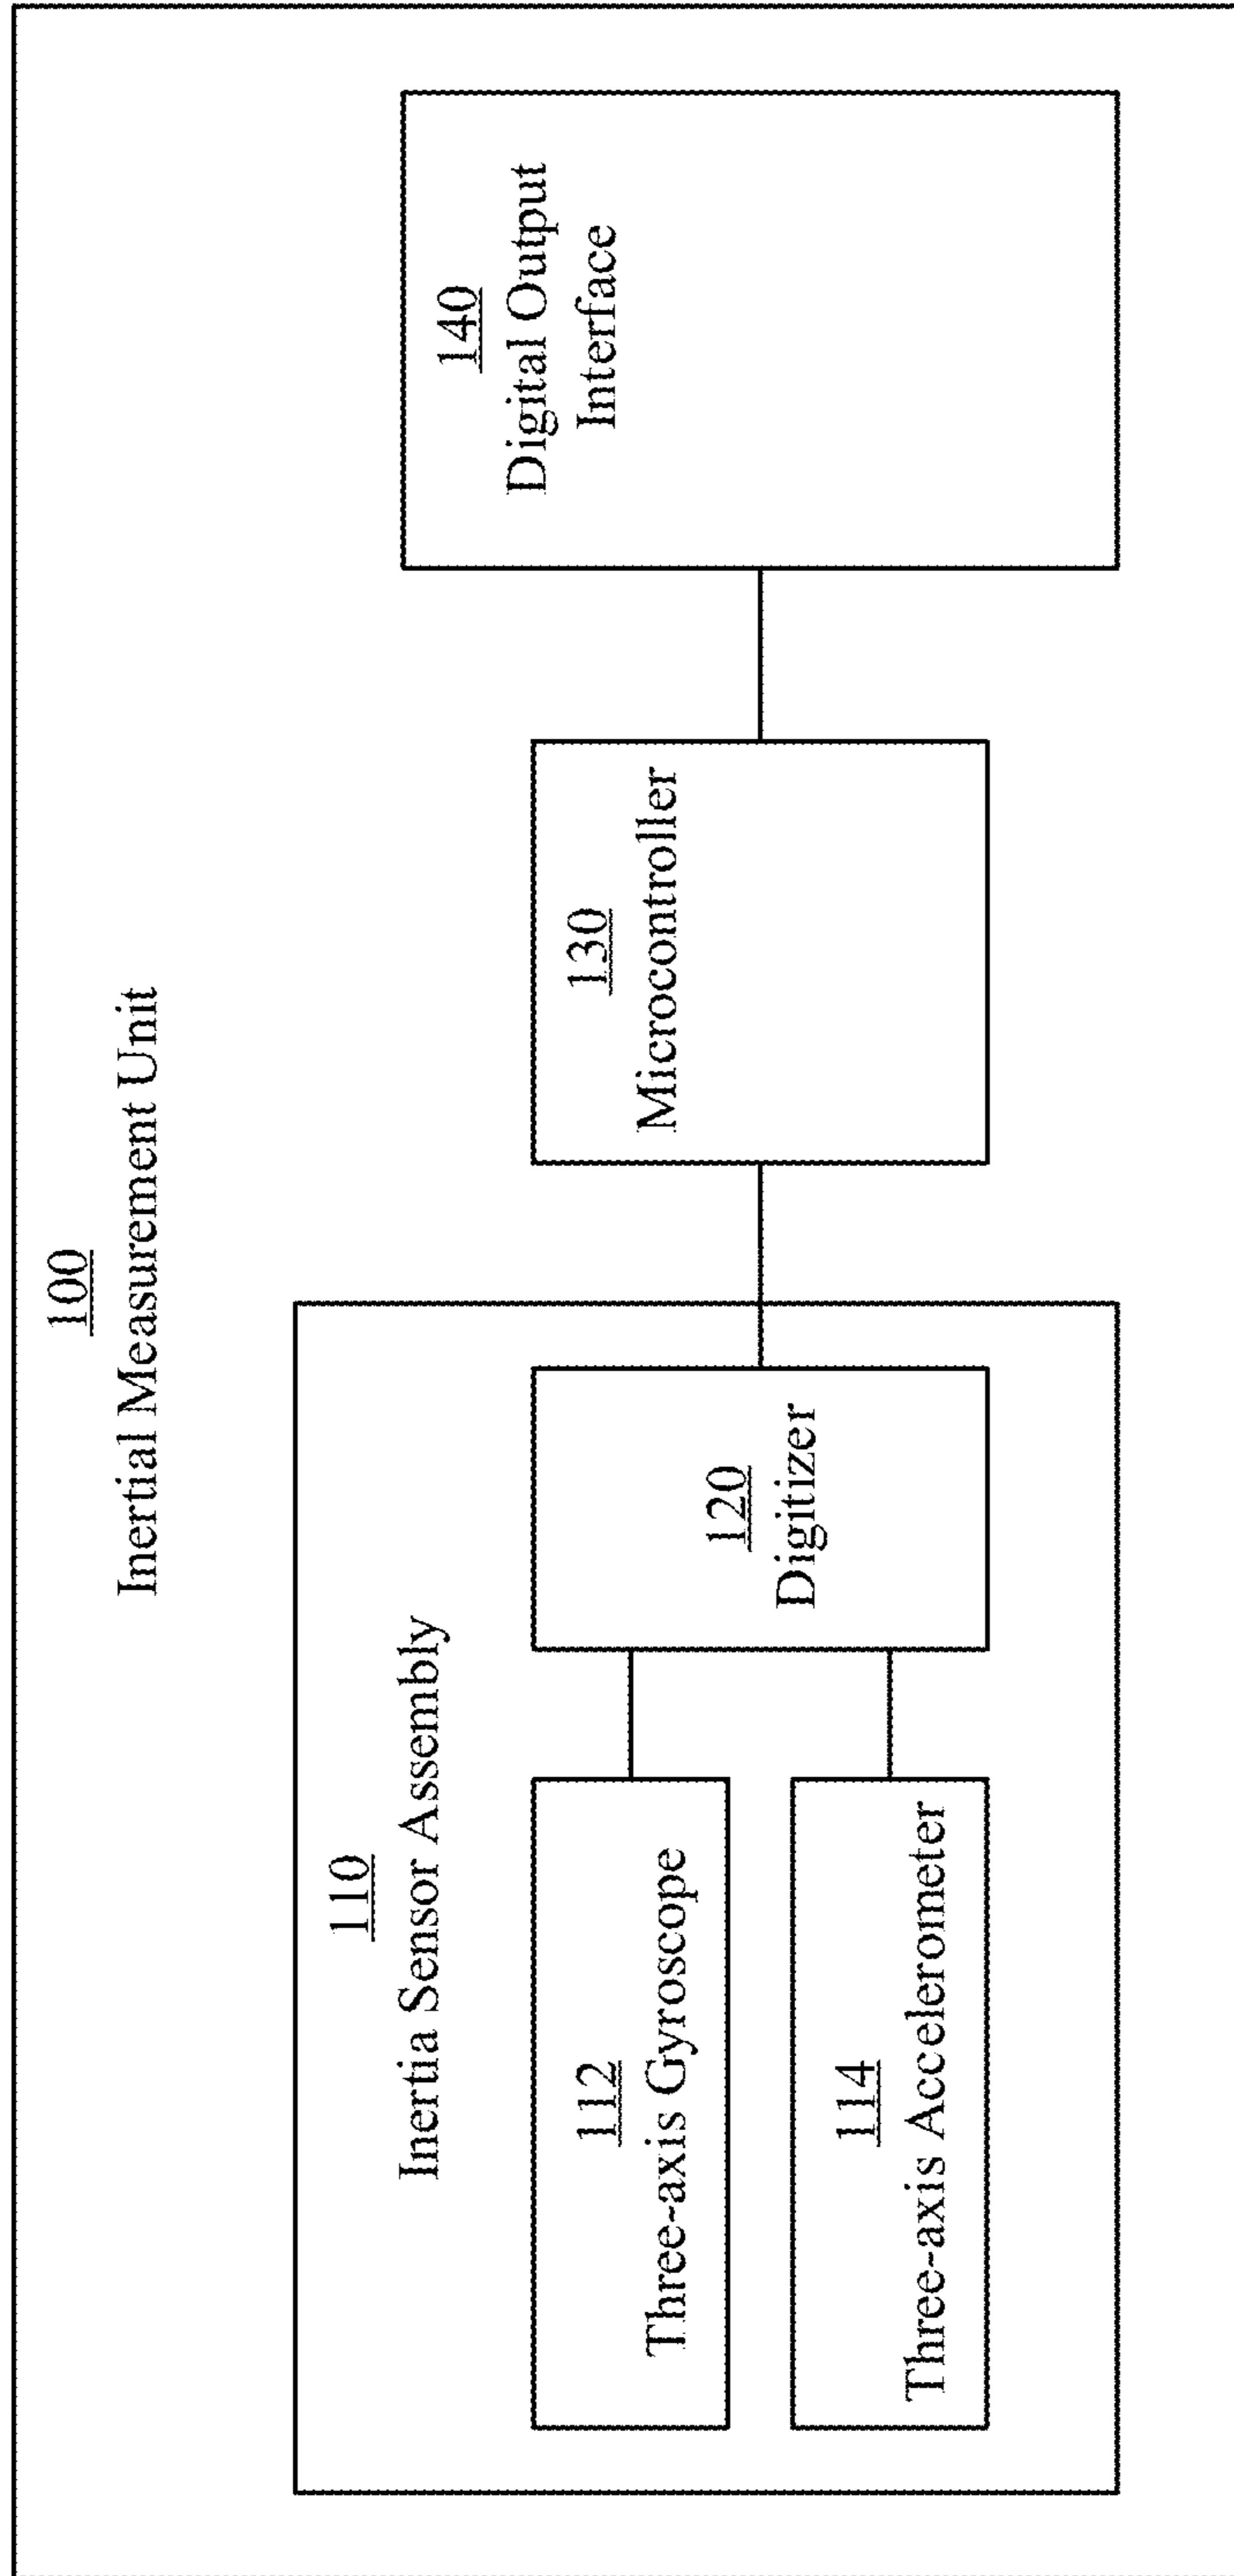 100
Inertial Measurement Unit
110
Inertia Sensor Assembly
112
Three-axis Gyroscope
114
Three-axis Accelerometer
120
Digitizer
130
Microcontroller
140
Digital Output
Interface